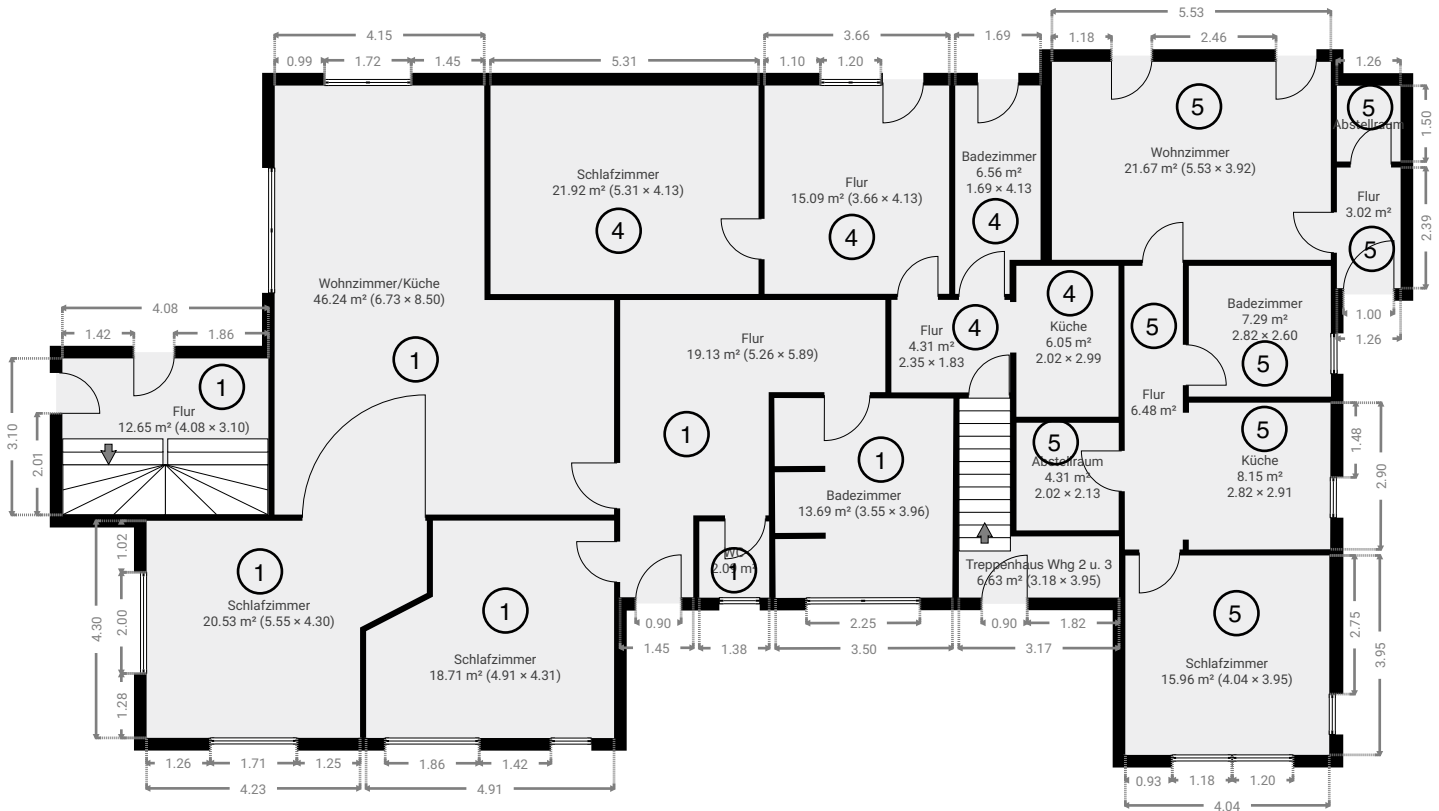 5.53
4.15
3.66
1.69
1.18
2.46
0.99
1.72
1.45
5.31
1.10
1.20
1.26
5
5
Abstellraum
1.50
Wohnzimmer
21.67 m² (5.53 × 3.92)
Badezimmer
6.56 m²
1.69 × 4.13
4
Schlafzimmer
21.92 m² (5.31 × 4.13)
4
Flur
15.09 m² (3.66 × 4.13)
4
Flur
3.02 m²
5
2.39
Wohnzimmer/Küche
46.24 m² (6.73 × 8.50)
1
4
Küche
6.05 m²
2.02 × 2.99
Badezimmer
7.29 m²
2.82 × 2.60
5
1.00
1.26
4.08
1.42
1.86
Flur
19.13 m² (5.26 × 5.89)
1
Flur
4
4.31 m²
2.35 × 1.83
5
Flur
6.48 m²
1
Flur
12.65 m² (4.08 × 3.10)
3.10
2.01
1
Badezimmer
13.69 m² (3.55 × 3.96)
5
Abstellraum
4.31 m²
2.02 × 2.13
5
Küche
8.15 m²
2.82 × 2.91
1.48
2.90
1
Schlafzimmer
20.53 m² (5.55 × 4.30)
1.02
2.00
4.30
1.28
1
Schlafzimmer
18.71 m² (4.91 × 4.31)
WC
2.09 m²
1
Treppenhaus Whg 2 u. 3
6.63 m² (3.18 × 3.95)
5
Schlafzimmer
15.96 m² (4.04 × 3.95)
2.75
3.95
0.90
2.25
0.90
1.82
1.45
1.38
3.50
3.17
1.26
1.71
1.25
1.86
1.42
4.23
4.91
0.93
1.18
1.20
4.04